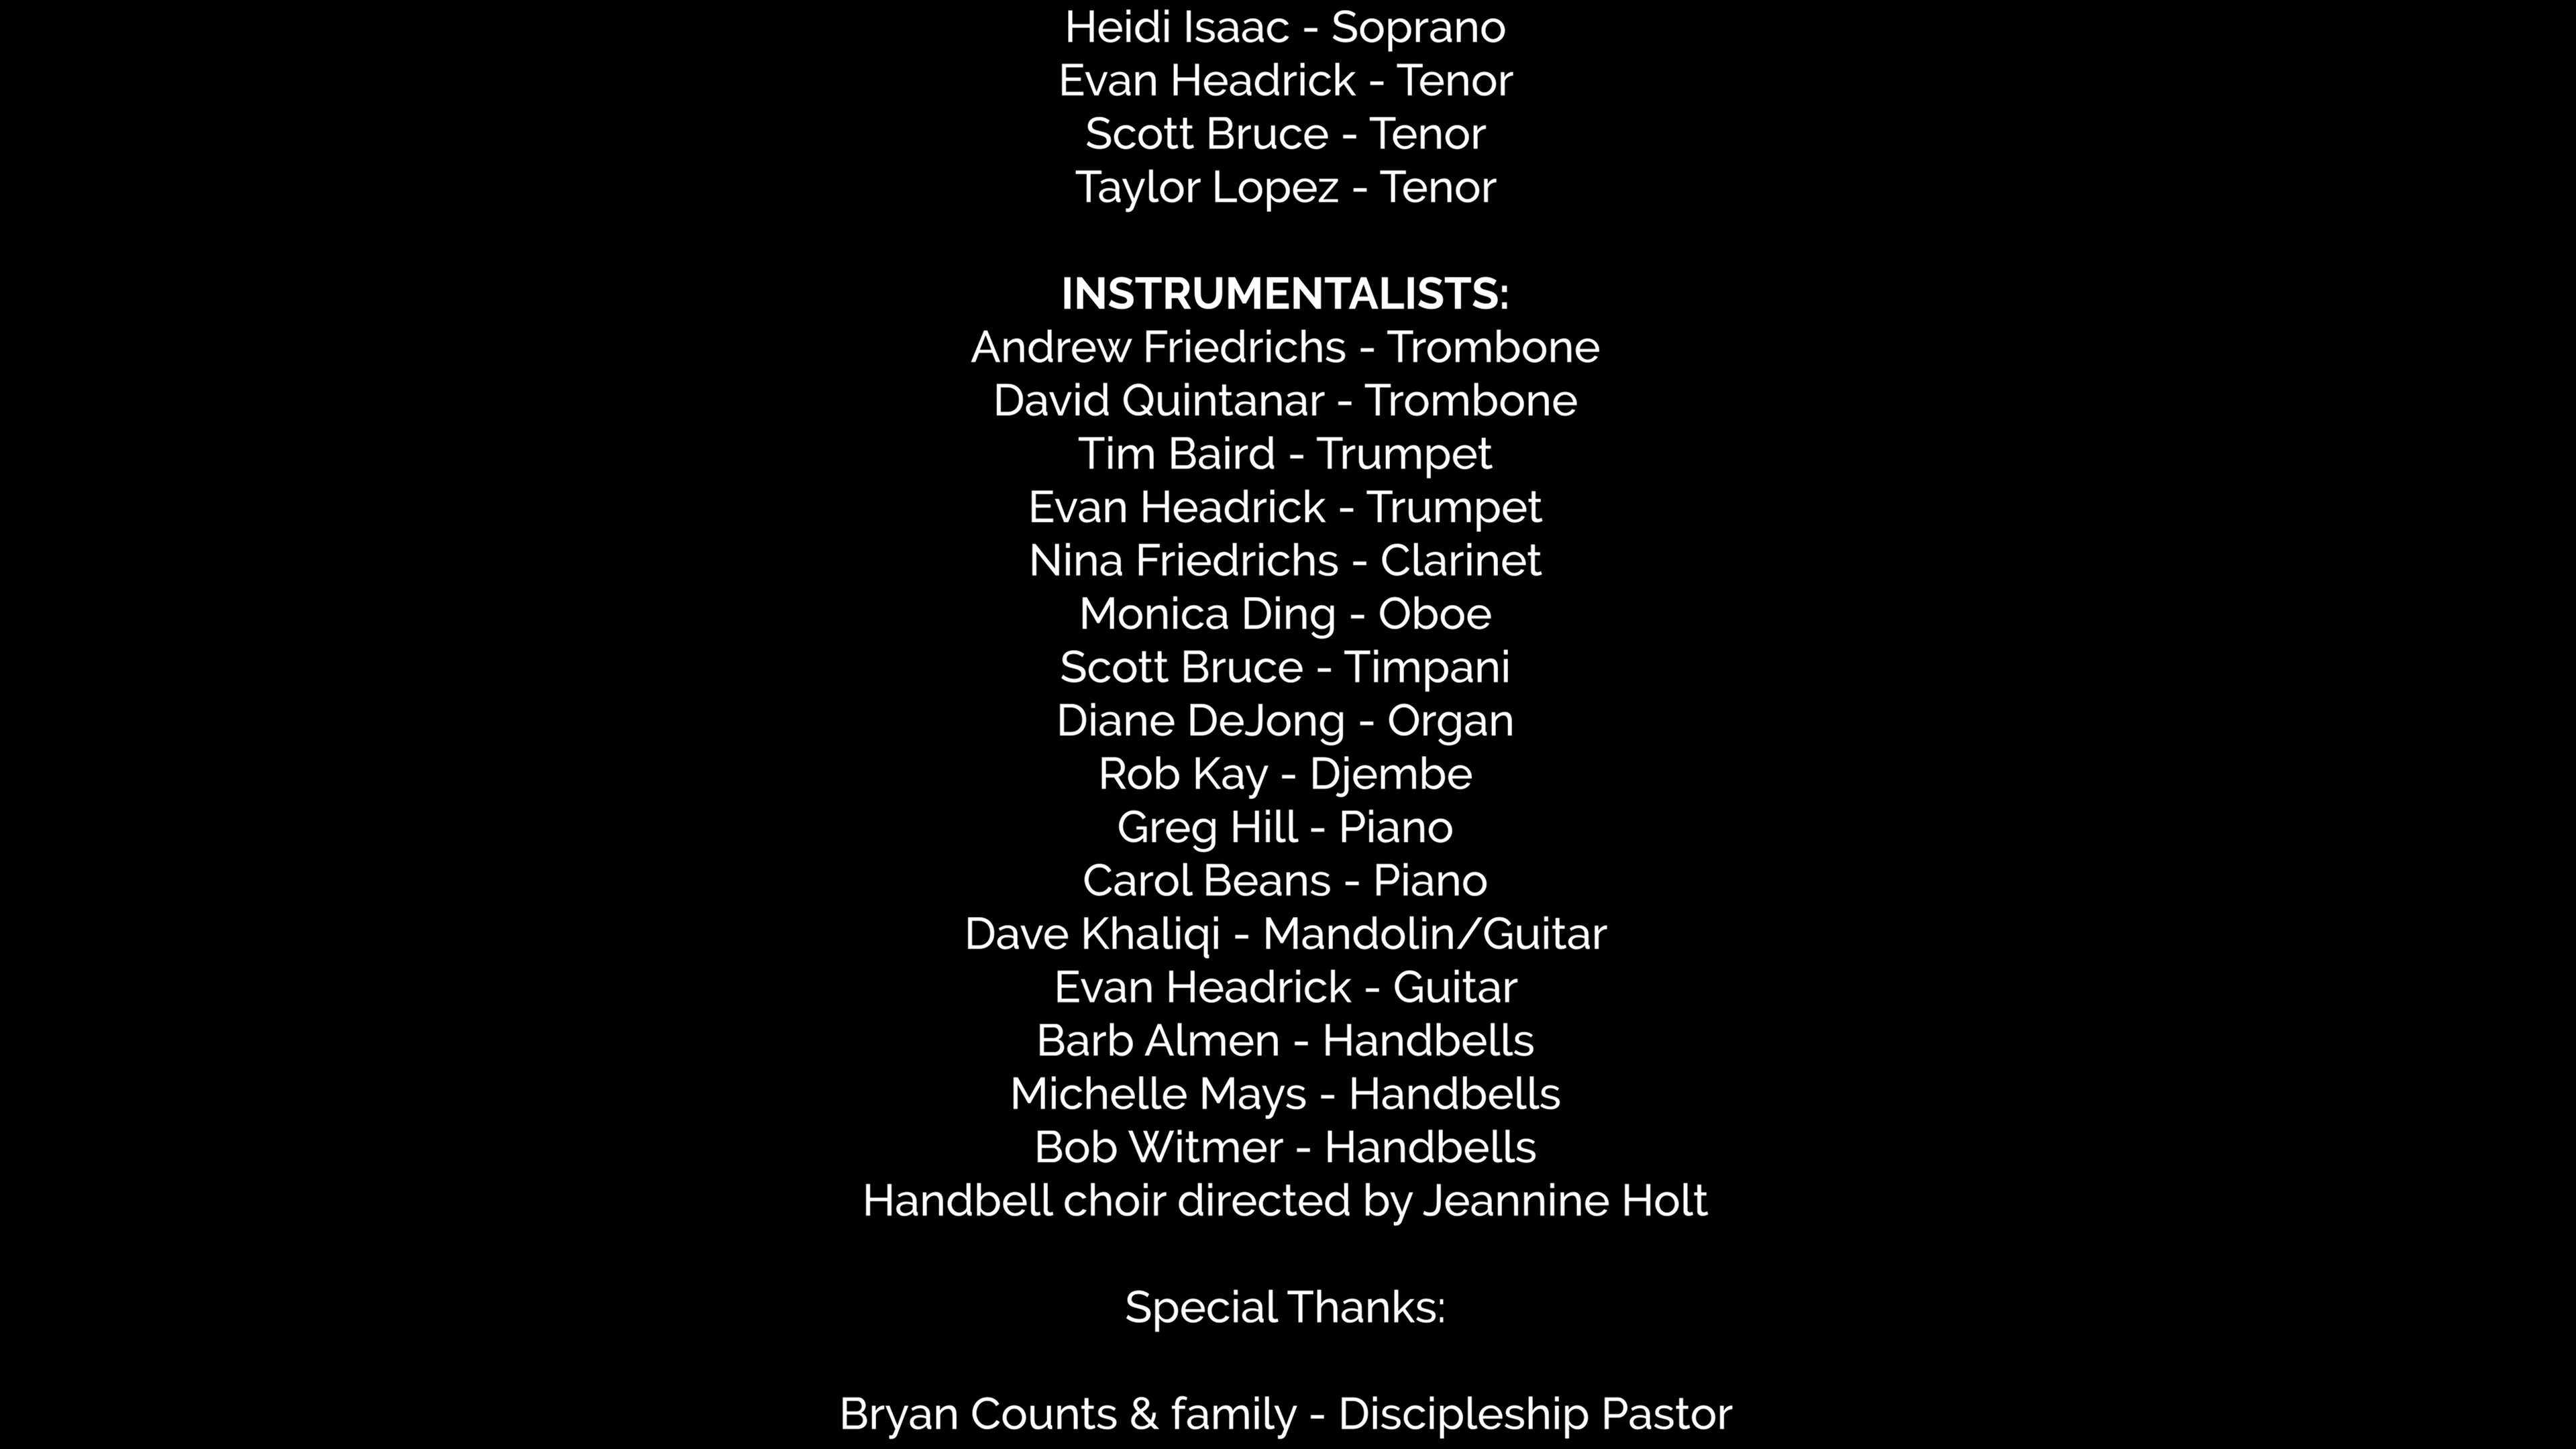 Heidi Isaac - Soprano
Evan Headrick - Tenor
Scott Bruce - Tenor
Taylor Lopez - Tenor
INSTRUMENTALISTS:
Andrew Friedrichs - Trombone
David Quintanar - Trombone
Tim Baird - Trumpet
Evan Headrick - Trumpet
Nina Friedrichs - Clarinet
Monica Ding - Oboe
Scott Bruce - Timpani
Diane DeJong - Organ
Rob Kay - Djembe
Greg Hill - Piano
Carol Beans - Piano
Dave Khaliqi - Mandolin/Guitar
Evan Headrick - Guitar
Barb Almen - Handbells
Michelle Mays - Handbells
Bob Witmer - Handbells
Handbell choir directed by Jeannine Holt
Special Thanks:
Bryan Counts & family - Discipleship Pastor